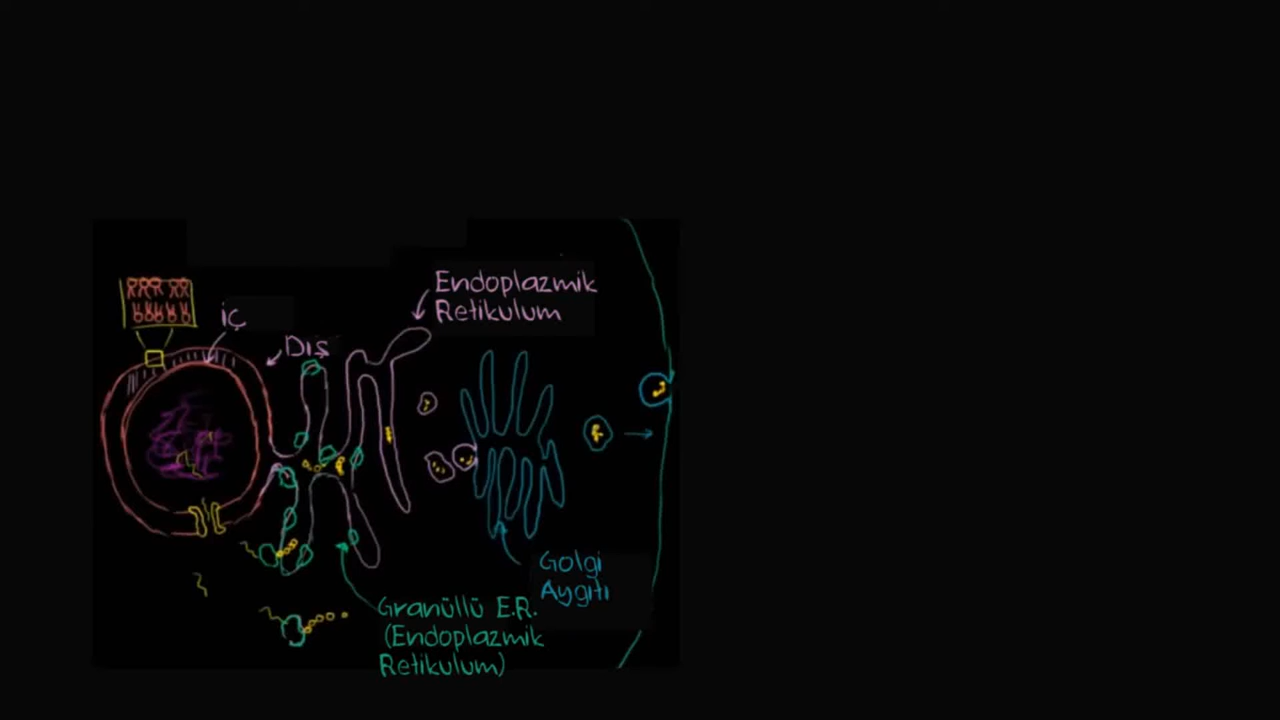 Endoplazmik
Retikulum
İÇ
Dış
Golgi
Aygıtı
Granüllü E.R.
(Endoplazmik
Retikulum)